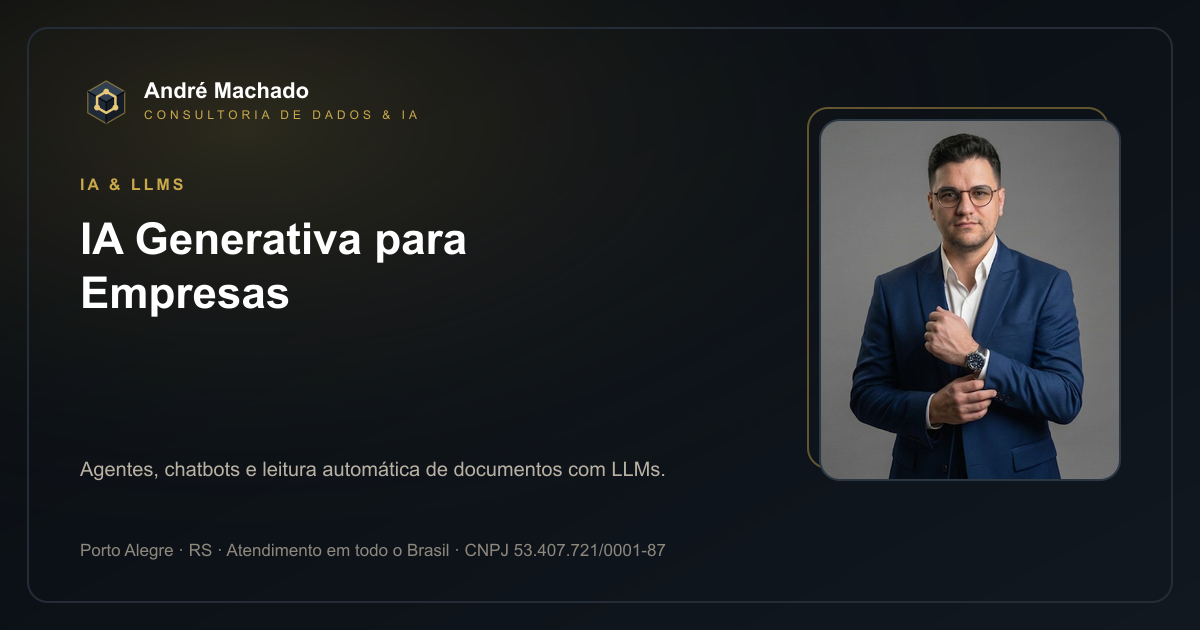 André Machado
CONSULTORIA DE DADOS & IA
IA & LLMS
IA Generativa para
Empresas
Agentes, chatbots e leitura automática de documentos com LLMs.
Porto Alegre · RS · Atendimento em todo o Brasil · CNPJ 53.407.721/0001-87